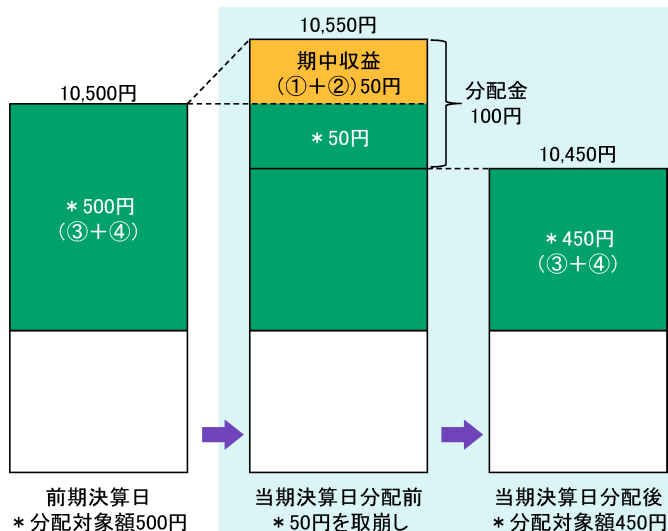 10,500円
＊500円
(③＋④)
前期決算日
＊分配対象額500円
10,550円
期中収益
(①＋②)50円
＊50円
分配金
100円
当期決算日分配前
＊50円を取崩し
10,450円
＊450円
(③＋④)
当期決算日分配後
＊分配対象額450円